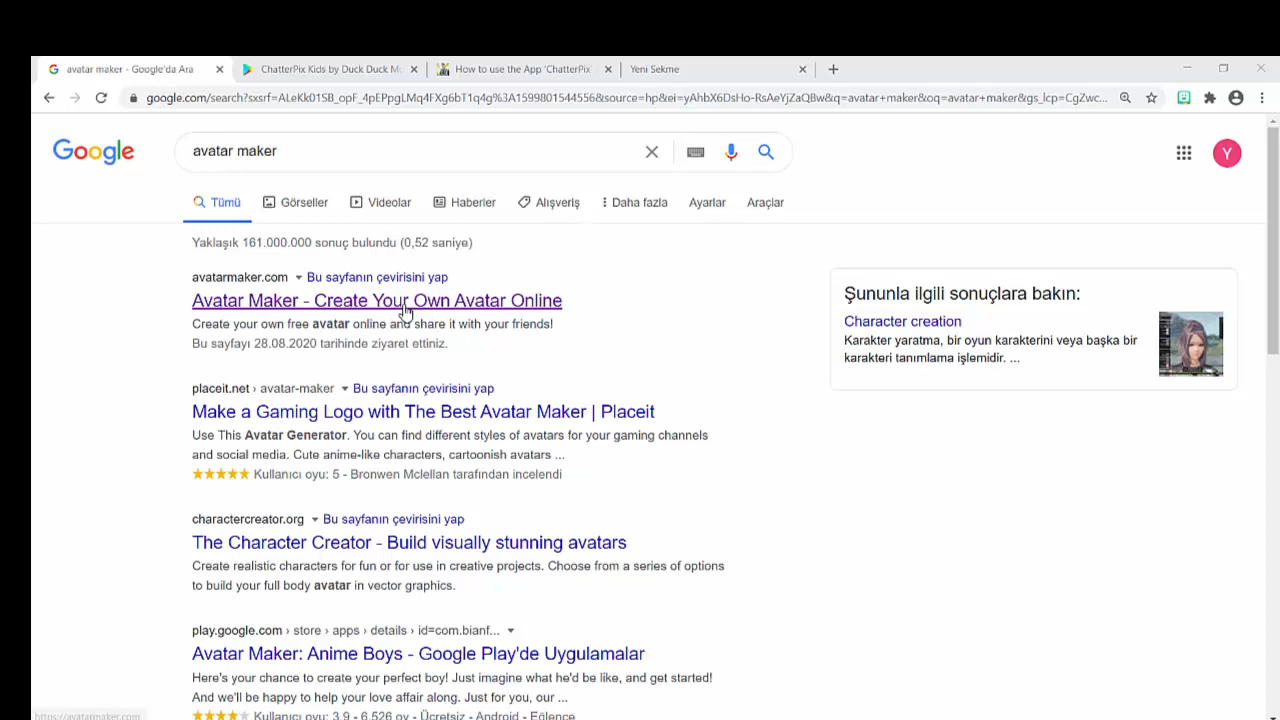 avatar maker - Google'da Ara
ChatterPix Kids by Duck Duck Mo
How to use the App 'ChatterPix'
Yeni Sekme
google.com/search?sxsrf=ALeKk01SB_opF_4pEPpgLMq4FXg6bT1q4g%3A1599801544556&source=hp&ei=yAhbX6DsHo-RsAeYjZaQBw&q=avatar+maker&oq=avatar+maker&gs_lcp=CgZwc...
Google
avatar maker
Y
Tümü
Görseller
Videolar
Haberler
Alışveriş
Daha fazla
Ayarlar
Araçlar
Yaklaşık 161.000.000 sonuç bulundu (0,52 saniye)
avatarmaker.com Bu sayfanın çevirisini yap
Avatar Maker - Create Your Own Avatar Online
Create your own free avatar online and share it with your friends!
Bu sayfayı 28.08.2020 tarihinde ziyaret ettiniz.
placeit.net › avatar-maker Bu sayfanın çevirisini yap
Make a Gaming Logo with The Best Avatar Maker | Placeit
Use This Avatar Generator. You can find different styles of avatars for your gaming channels
and social media. Cute anime-like characters, cartoonish avatars ...
★★★★★ Kullanıcı oyu: 5 - Bronwen Mclellan tarafından incelendi
charactercreator.org Bu sayfanın çevirisini yap
The Character Creator - Build visually stunning avatars
Create realistic characters for fun or for use in creative projects. Choose from a series of options
to build your full body avatar in vector graphics.
play.google.com › store › apps › details › id=com.bianf...
Avatar Maker: Anime Boys - Google Play'de Uygulamalar
Here's your chance to create your perfect boy! Just imagine what he'd be like, and get started!
And we'll be happy to help your love affair along. Just for you, our ...
★★★★★ Kullanıcı oyu: 3,9 - 6.526 oy - Ücretsiz - Android - Eğlence
Şununla ilgili sonuçlara bakın:
Character creation
Karakter yaratma, bir oyun karakterini veya başka bir
karakteri tanımlama işlemidir. ...
https://avatarmaker.com